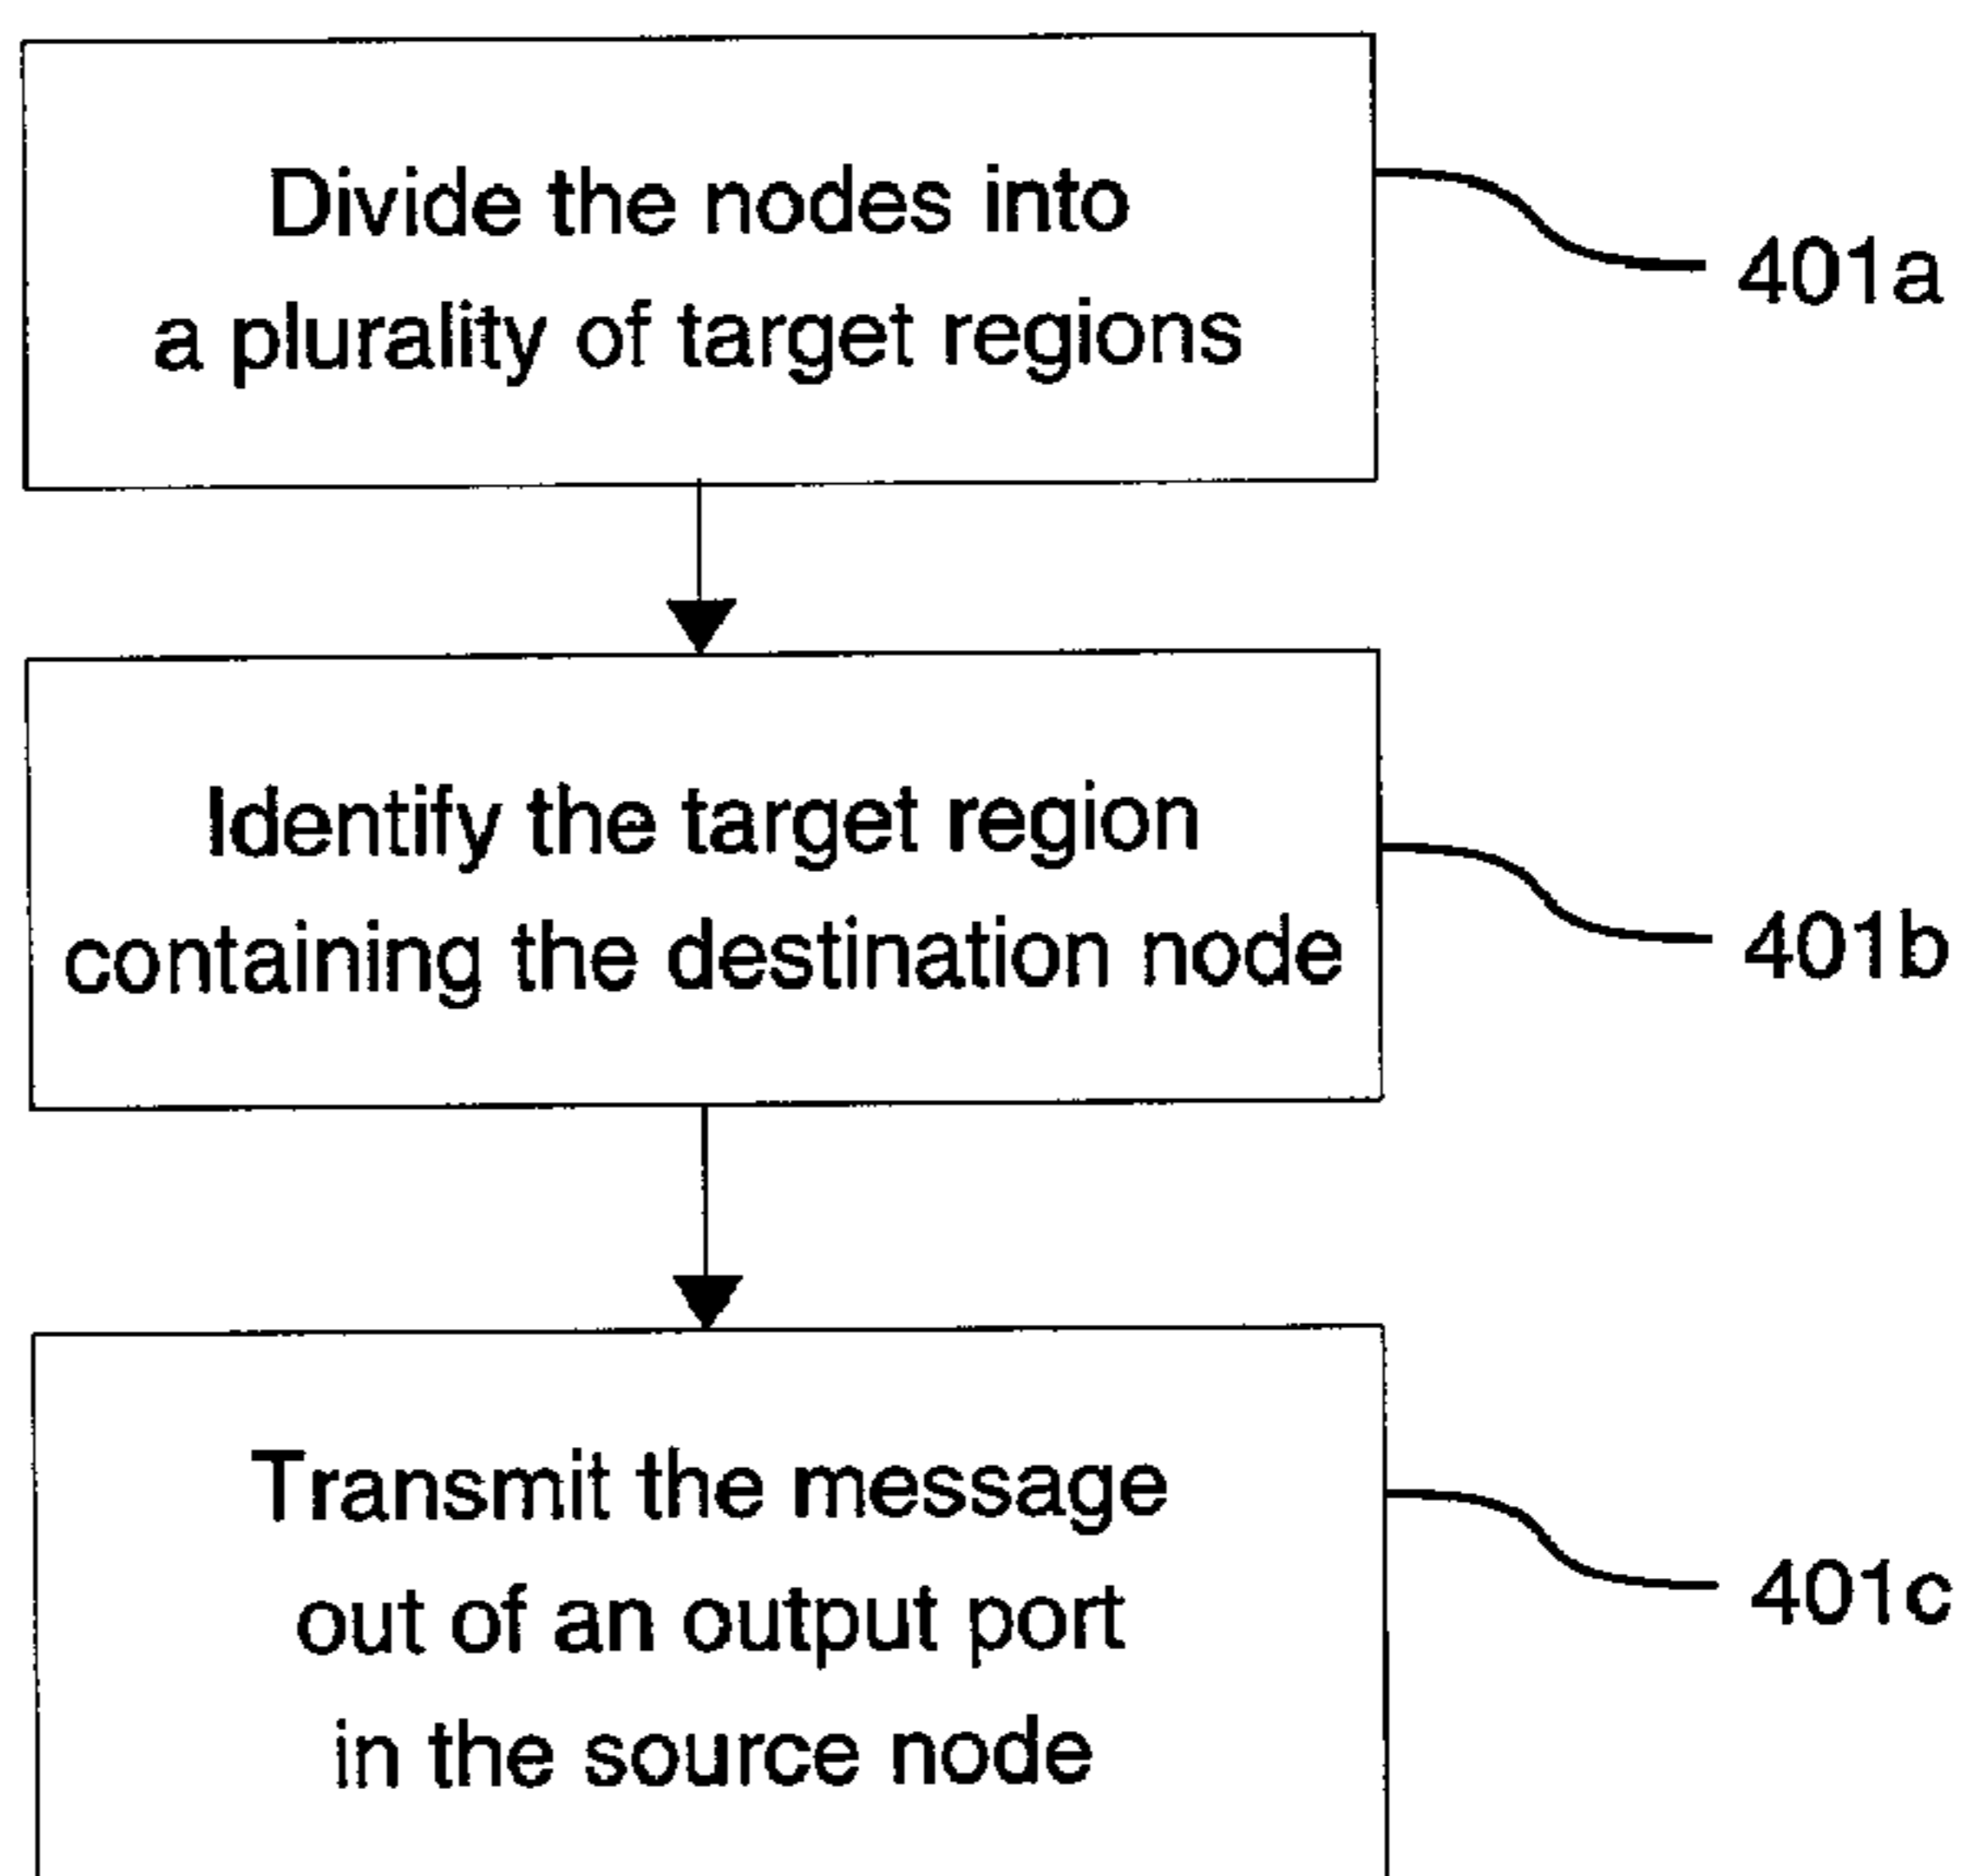 Divide the nodes into
a plurality of target regions
401a
Identify the target region
containing the destination node
401b
Transmit the message
out of an output port
in the source node
401c